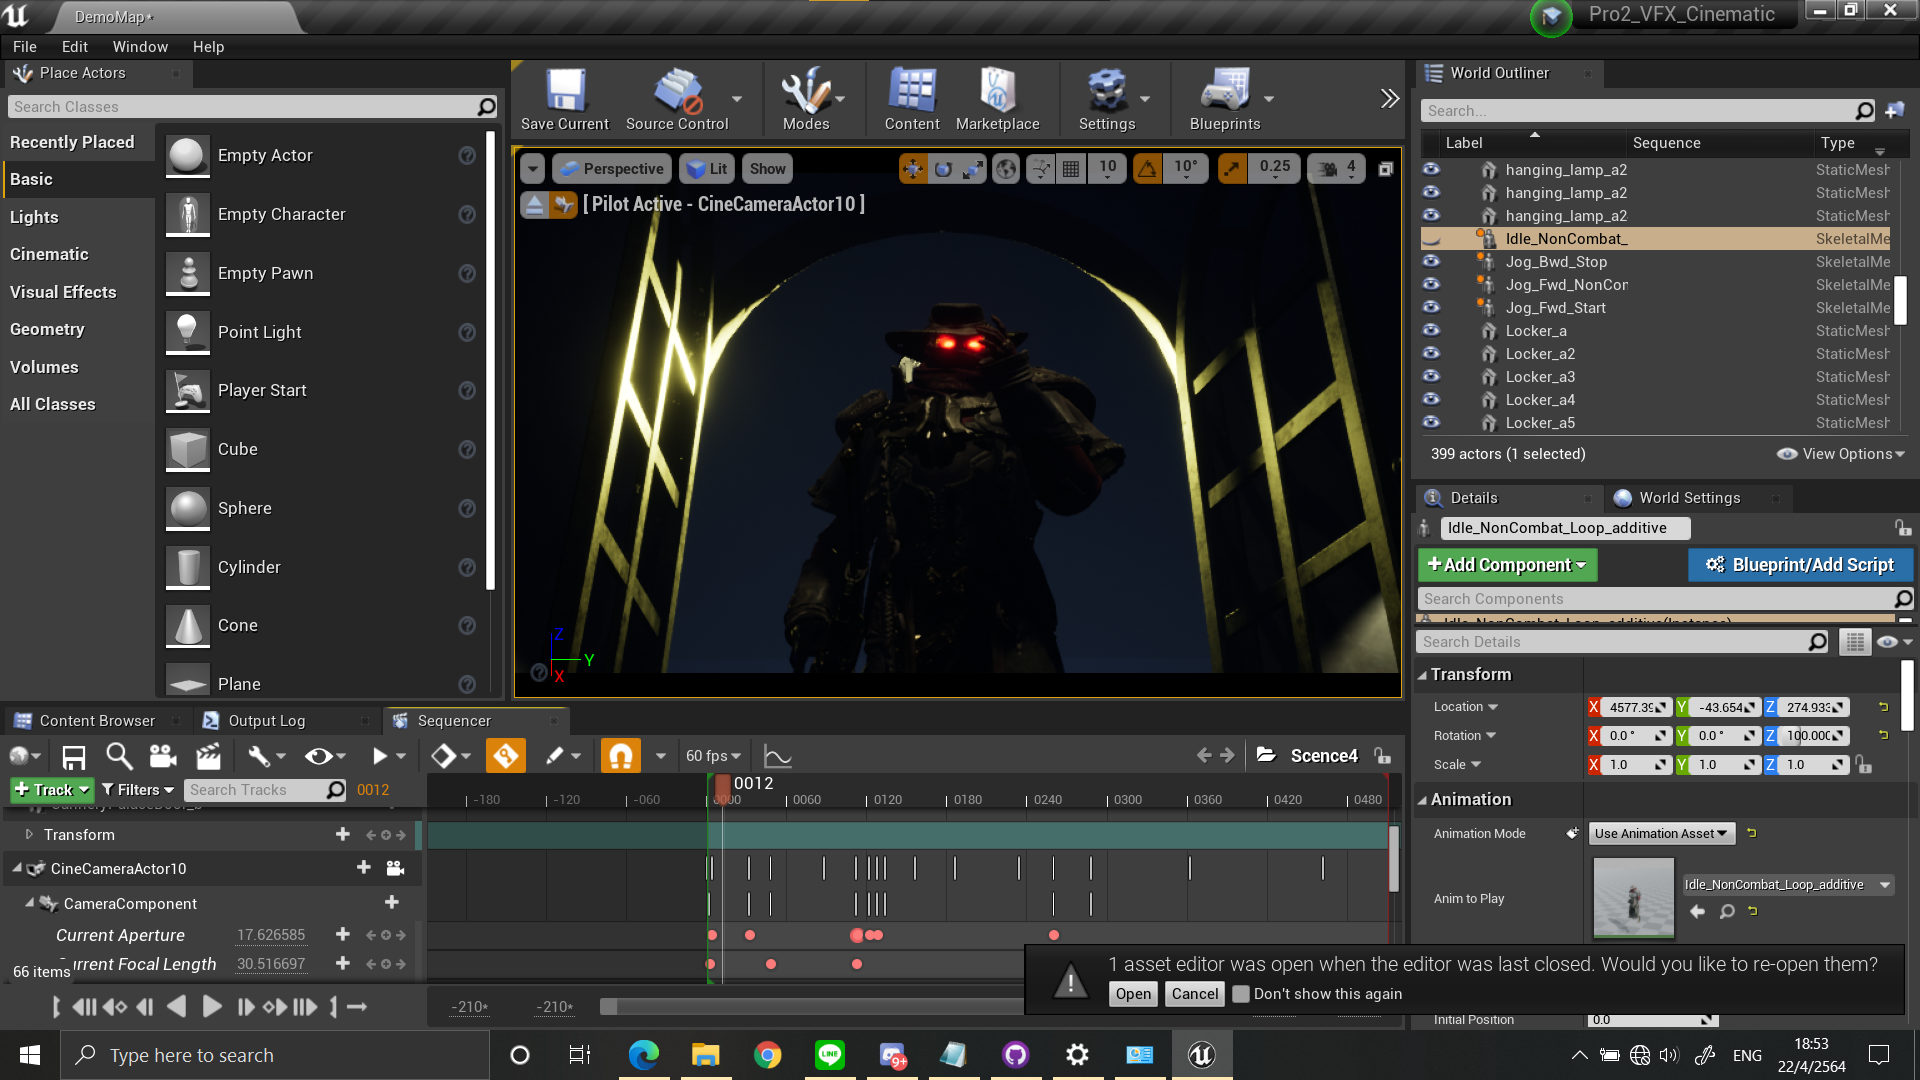 DemoMap*
Pro2_VFX_Cinematic
File Edit Window Help
Place Actors
Search Classes
Recently Placed
Basic
Lights
Cinematic
Visual Effects
Geometry
Volumes
All Classes
Empty Actor
Empty Character
Empty Pawn
Point Light
Player Start
Cube
Sphere
Cylinder
Cone
Plane
Save Current
Source Control
Modes
Content
Marketplace
Settings
Blueprints
Perspective
Lit
Show
10
10°
0.25
4
[ Pilot Active - CineCameraActor10 ]
Z
Y
X
World Outliner
Search...
Label Sequence Type
hanging_lamp_a2 StaticMesh
hanging_lamp_a2 StaticMesh
hanging_lamp_a2 StaticMesh
Idle_NonCombat_ SkeletalMe
Jog_Bwd_Stop SkeletalMe
Jog_Fwd_NonCor SkeletalMe
Jog_Fwd_Start SkeletalMe
Locker_a StaticMesh
Locker_a2 StaticMesh
Locker_a3 StaticMesh
Locker_a4 StaticMesh
Locker_a5 StaticMesh
399 actors (1 selected)
View Options
Details
World Settings
Idle_NonCombat_Loop_additive
+Add Component
Blueprint/Add Script
Search Components
Search Details
Transform
Location X 4577.39 Y -43.654 Z 274.933
Rotation X 0.0 ° Y 0.0 ° Z 100.000
Scale X 1.0 Y 1.0 Z 1.0
Animation
Animation Mode Use Animation Asset
Anim to Play Idle_NonCombat_Loop_additive
Initial Position 0.0
Content Browser
Output Log
Sequencer
60 fps
Scence4
+ Track
Filters
Search Tracks
0012
0012
-180 -120 -060 0000 0060 0120 0180 0240 0300 0360 0420 0480
Transform
CineCameraActor10
CameraComponent
Current Aperture 17.626585
urrent Focal Length 30.516697
66 items
-210*
-210*
1 asset editor was open when the editor was last closed. Would you like to re-open them?
Open
Cancel
Don't show this again
Type here to search
9+
ENG
18:53
22/4/2564